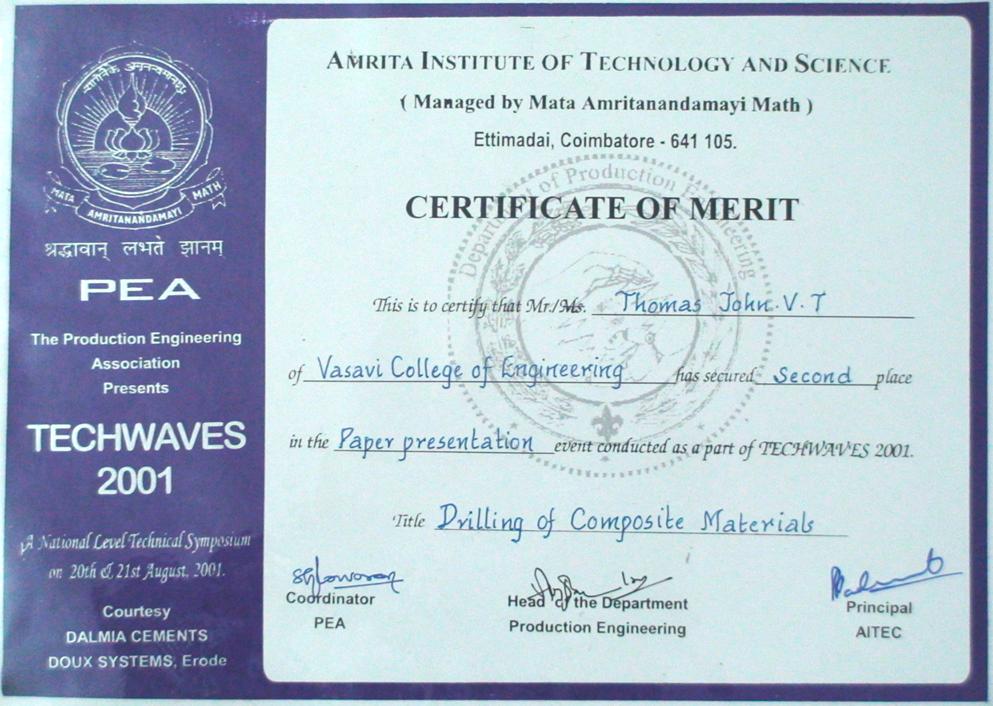 MATA AMRITANANDAMAYI MATH
श्रद्धावान् लभते ज्ञानम्
PEA
The Production Engineering
Association
Presents
TECHWAVES
2001
A National Level Technical Symposium
on 20th & 21st August, 2001.
Courtesy
DALMIA CEMENTS
DOUX SYSTEMS, Erode
AMRITA INSTITUTE OF TECHNOLOGY AND SCIENCE
( Managed by Mata Amritanandamayi Math )
Ettimadai, Coimbatore - 641 105.
Department of Production Engineering
CERTIFICATE OF MERIT
This is to certify that Mr./Ms. Thomas John.V.T
of Vasavi College of Engineering has secured Second place
in the Paper presentation event conducted as a part of TECHWAVES 2001.
Title Drilling of Composite Materials
Coordinator
PEA
Head of the Department
Production Engineering
Principal
AITEC